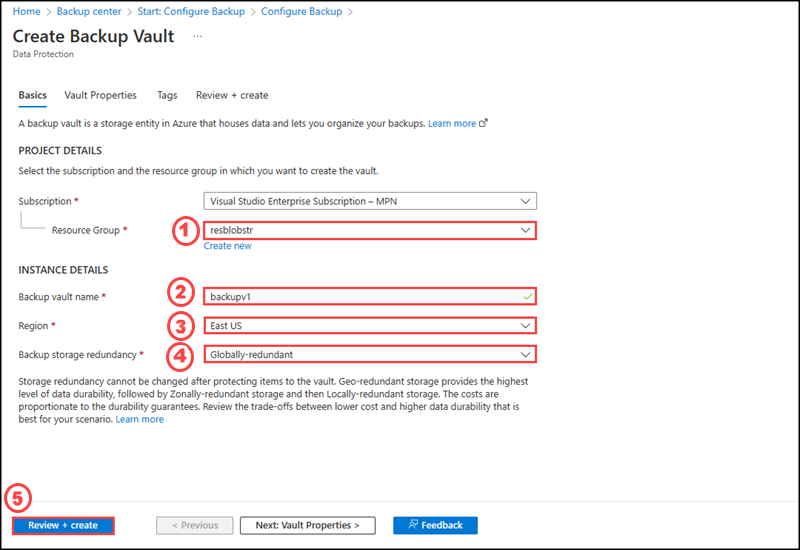 Home > Backup center > Start: Configure Backup > Configure Backup >
Create Backup Vault ...
Data Protection
Basics Vault Properties Tags Review + create
A backup vault is a storage entity in Azure that houses data and lets you organize your backups. Learn more
PROJECT DETAILS
Select the subscription and the resource group in which you want to create the vault.
Subscription * Visual Studio Enterprise Subscription – MPN
Resource Group * 1 resblobstr
Create new
INSTANCE DETAILS
Backup vault name * 2 backupv1
Region * 3 East US
Backup storage redundancy * 4 Globally-redundant
Storage redundancy cannot be changed after protecting items to the vault. Geo-redundant storage provides the highest
level of data durability, followed by Zonally-redundant storage and then Locally-redundant storage. The costs are
proportionate to the durability guarantees. Review the trade-offs between lower cost and higher data durability that is
best for your scenario. Learn more
5
Review + create < Previous Next: Vault Properties > Feedback